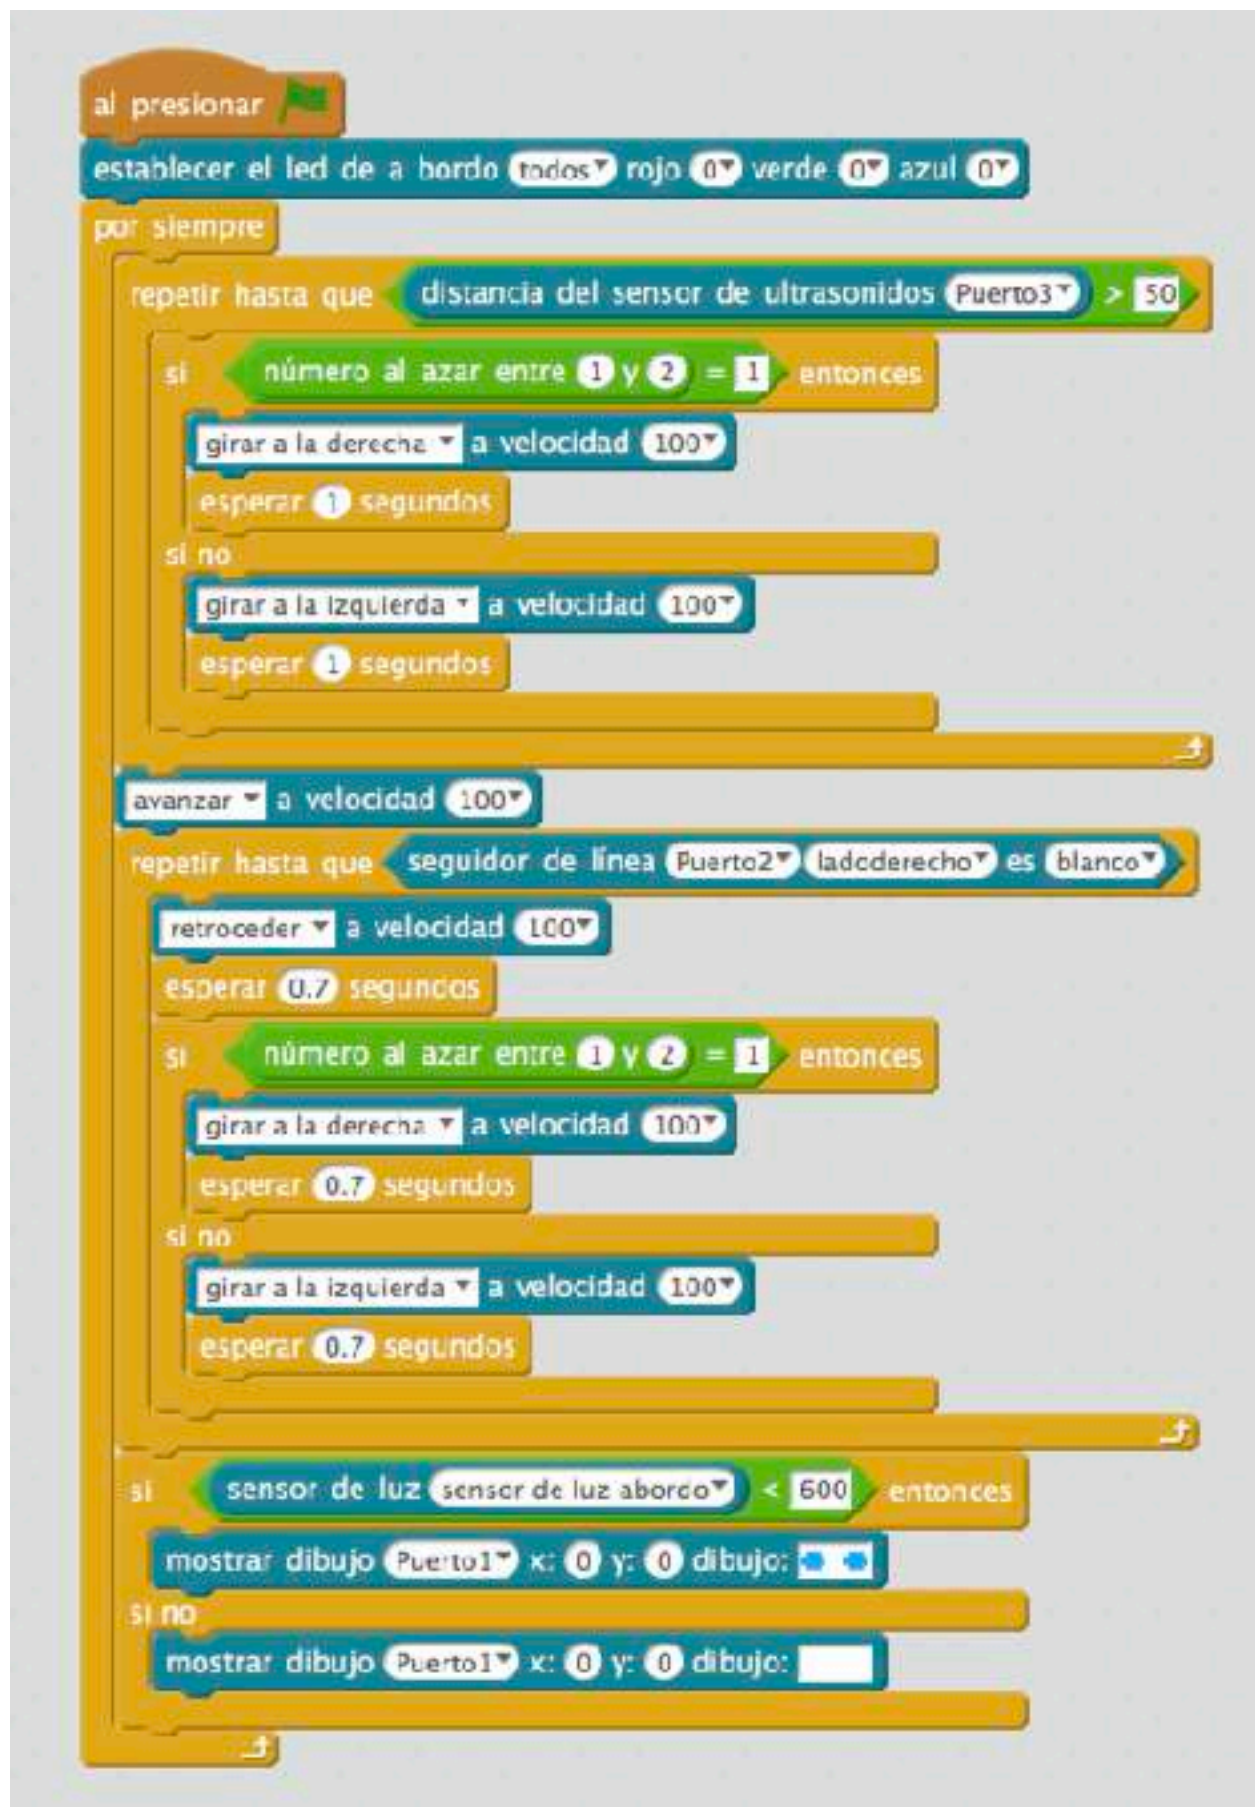 al presionar
establecer el led de a bordo todos rojo 0 verde 0 azul 0
por siempre
repetir hasta que distancia del sensor de ultrasonidos Puerto3 > 50
si número al azar entre 1 y 2 = 1 entonces
girar a la derecha a velocidad 100
esperar 1 segundos
si no
girar a la izquierda a velocidad 100
esperar 1 segundos
avanzar a velocidad 100
repetir hasta que seguidor de línea Puerto2 ladoderecho es blanco
retroceder a velocidad 100
esperar 0.7 segundos
si número al azar entre 1 y 2 = 1 entonces
girar a la derecha a velocidad 100
esperar 0.7 segundos
si no
girar a la izquierda a velocidad 100
esperar 0.7 segundos
si sensor de luz sensor de luz abordo < 600 entonces
mostrar dibujo Puerto1 x: 0 y: 0 dibujo:
si no
mostrar dibujo Puerto1 x: 0 y: 0 dibujo: